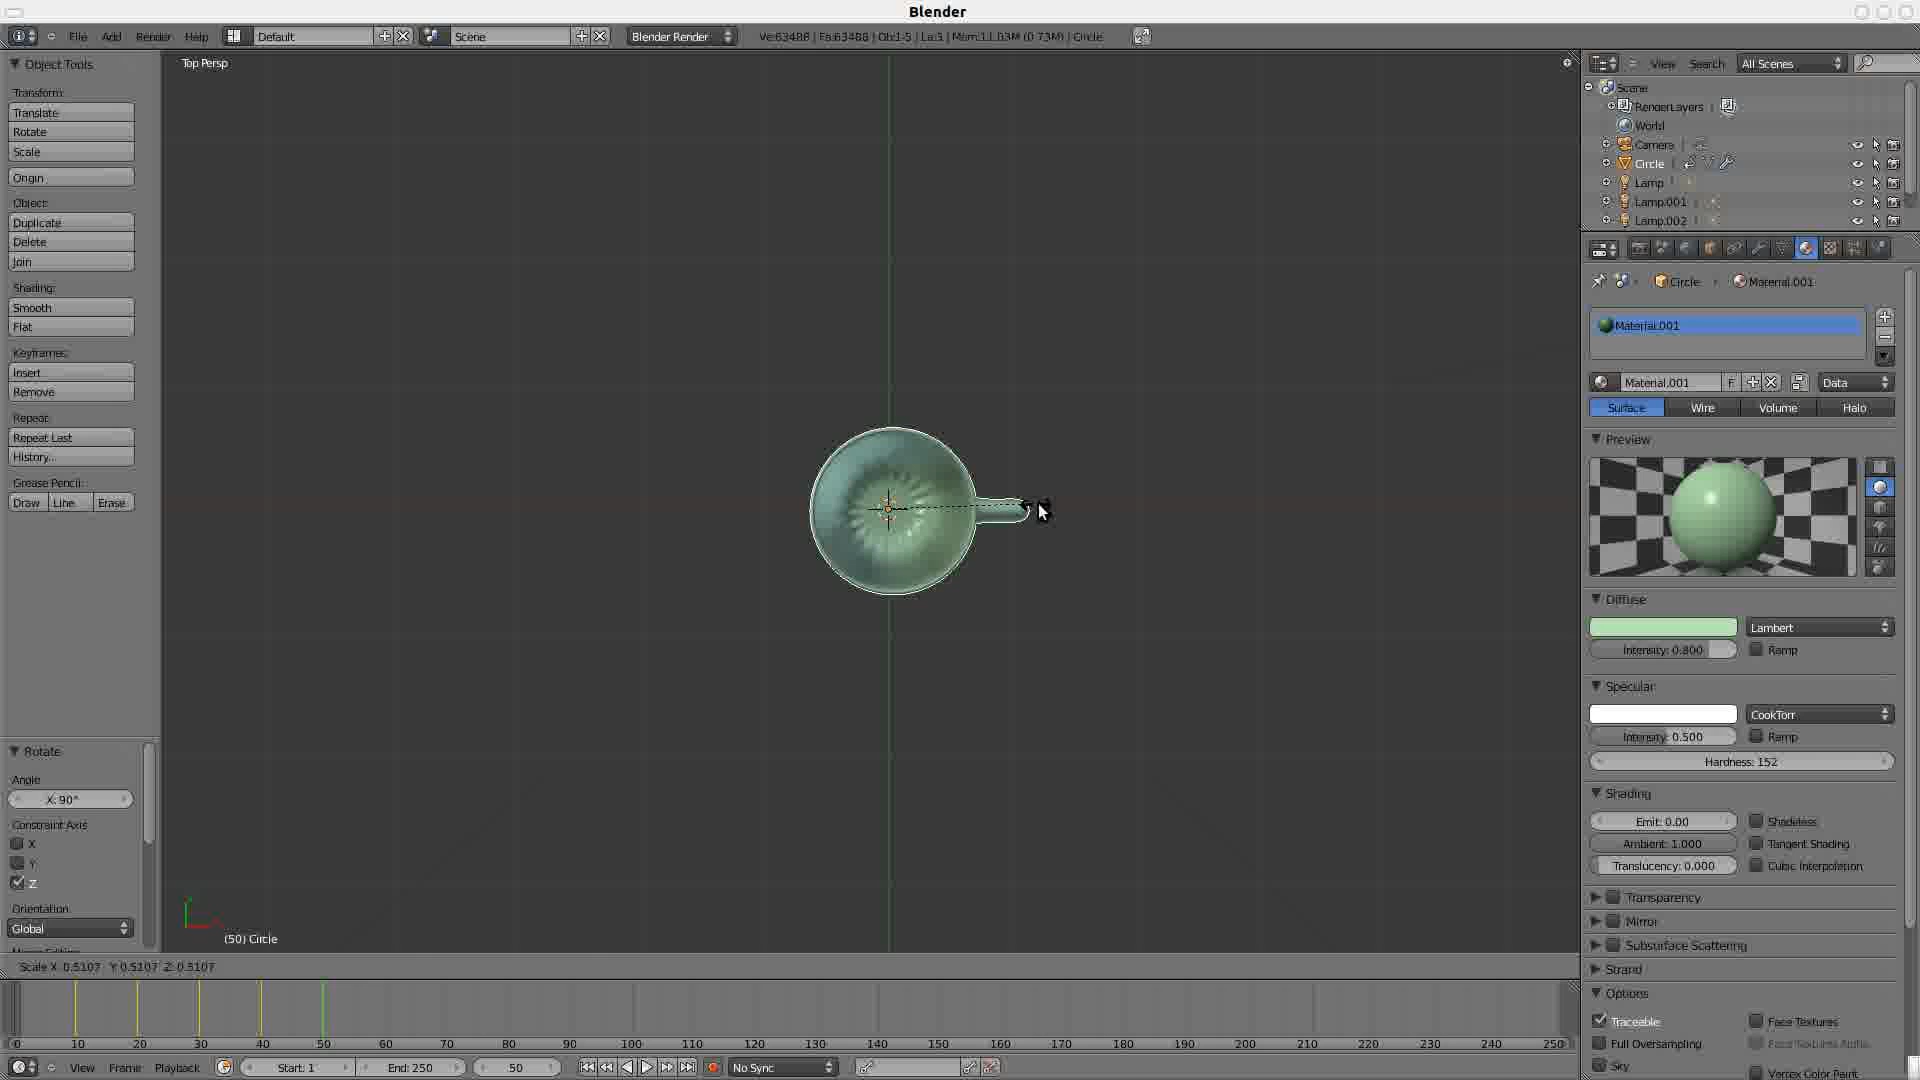 Blender
File Add Render Help Default Scene Blender Render Ve:63488 | Fa:63488 | Ob:1-5 | La:3 | Mem:11.83M (0.73M) | Circle
View Search All Scenes
Object Tools
Top Persp
Transform:
Translate
Rotate
Scale
Origin
Object:
Duplicate
Delete
Join
Shading:
Smooth
Flat
Keyframes:
Insert
Remove
Repeat:
Repeat Last
History...
Grease Pencil:
Draw Line Erase
Rotate
Angle
X: 90°
Constraint Axis
X
Y
Z
Orientation
Global
(50) Circle
Scale X: 0.5107 Y: 0.5107 Z: 0.5107
0 10 20 30 40 50 60 70 80 90 100 110 120 130 140 150 160 170 180 190 200 210 220 230 240 250
View Frame Playback Start: 1 End: 250 50 No Sync
Scene
RenderLayers
World
Camera
Circle
Lamp
Lamp.001
Lamp.002
Circle Material.001
Material.001
Material.001 F Data
Surface Wire Volume Halo
Preview
Diffuse
Lambert
Intensity: 0.800 Ramp
Specular
CookTorr
Intensity: 0.500 Ramp
Hardness: 152
Shading
Emit: 0.00 Shadeless
Ambient: 1.000 Tangent Shading
Translucency: 0.000 Cubic Interpolation
Transparency
Mirror
Subsurface Scattering
Strand
Options
Traceable Face Textures
Full Oversampling Face Textures Alpha
Sky Vertex Color Paint